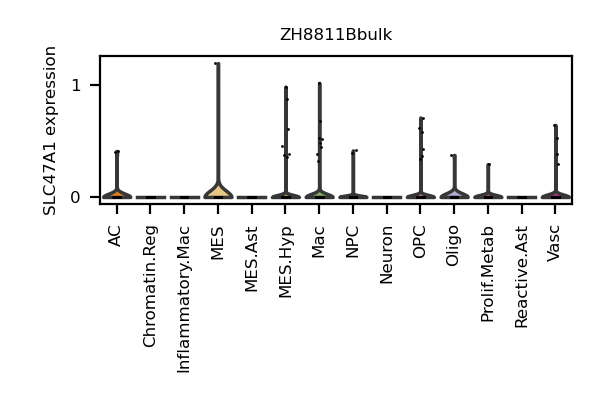 ZH8811Bbulk
SLC47A1 expression
1
0
AC
Chromatin.Reg
Inflammatory.Mac
MES
MES.Ast
MES.Hyp
Mac
NPC
Neuron
OPC
Oligo
Prolif.Metab
Reactive.Ast
Vasc